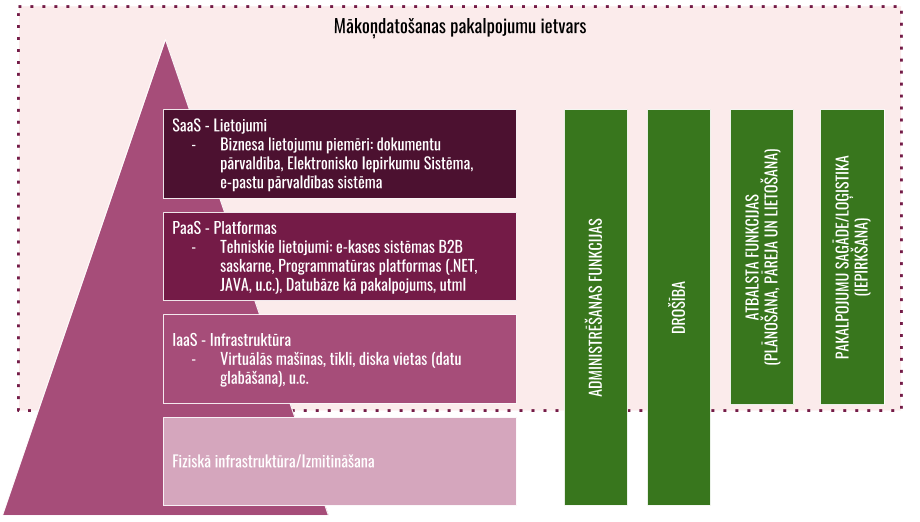 Mākoņdatošanas pakalpojumu ietvars
SaaS - Lietojumi
- Biznesa lietojumu piemēri: dokumentu
pārvaldība, Elektronisko Iepirkumu Sistēma,
e-pastu pārvaldības sistēma
PaaS - Platformas
- Tehniskie lietojumi: e-kases sistēmas B2B
saskarne, Programmatūras platformas (.NET,
JAVA, u.c.), Datubāze kā pakalpojums, utml
IaaS - Infrastruktūra
- Virtuālās mašīnas, tīkli, diska vietas (datu
glabāšana), u.c.
Fiziskā infrastruktūra/Izmitināšana
ADMINISTRĒŠANAS FUNKCIJAS
DROŠĪBA
ATBALSTA FUNKCIJAS
(PLĀNOŠANA, PĀREJA UN LIETOŠANA)
PAKALPOJUMU SAGĀDE/LOĢISTIKA
(IEPIRKŠANA)